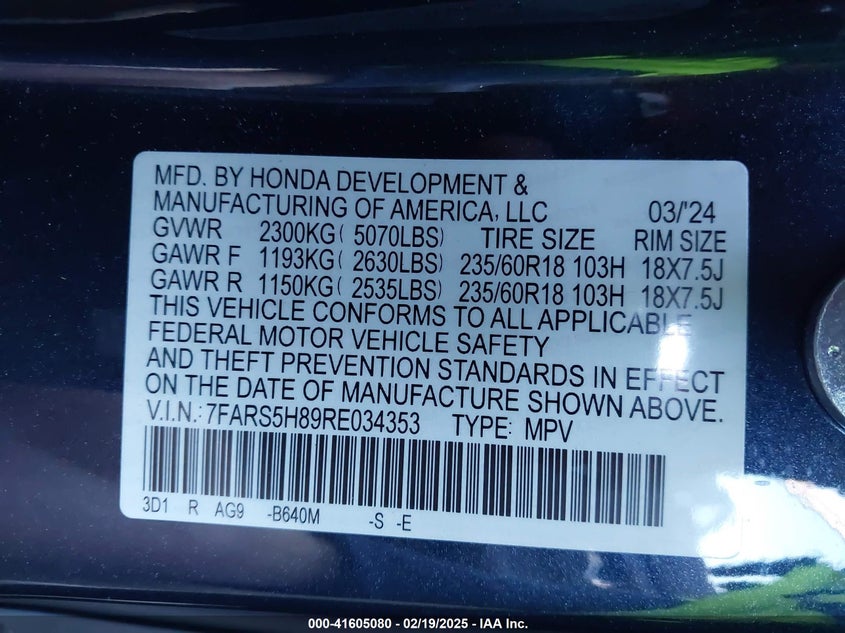 MFD. BY HONDA DEVELOPMENT &
MANUFACTURING OF AMERICA, LLC 03/'24
GVWR 2300KG( 5070LBS) TIRE SIZE RIM SIZE
GAWR F 1193KG( 2630LBS) 235/60R18 103H 18X7.5J
GAWR R 1150KG( 2535LBS) 235/60R18 103H 18X7.5J
THIS VEHICLE CONFORMS TO ALL APPLICABLE
FEDERAL MOTOR VEHICLE SAFETY
AND THEFT PREVENTION STANDARDS IN EFFECT
ON THE DATE OF MANUFACTURE SHOWN ABOVE.
V.I.N.: 7FARS5H89RE034353 TYPE: MPV
3D1 R AG9 -B640M -S -E
000-41605080 - 02/19/2025 - IAA Inc.